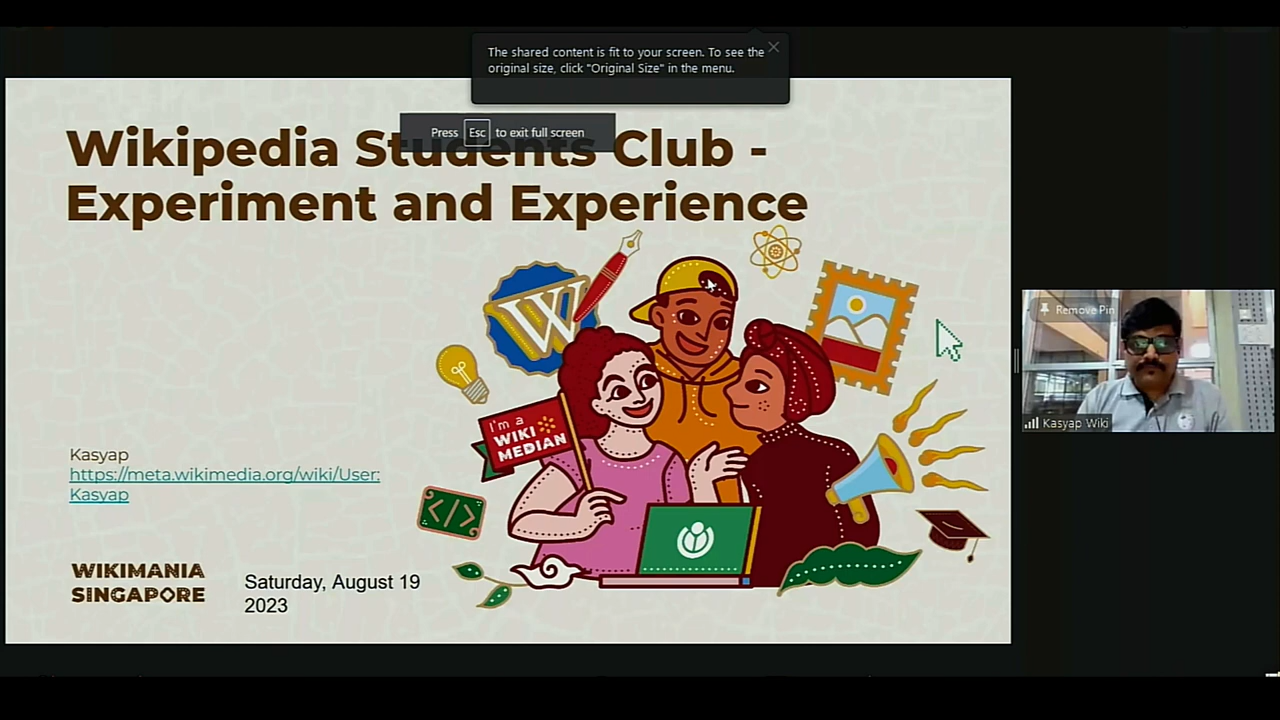 The shared content is fit to your screen. To see the
original size, click "Original Size" in the menu.
Press Esc to exit full screen
Wikipedia Students Club -
Experiment and Experience
W
I'm a
WIKI
MEDIAN
</>
Kasyap
https://meta.wikimedia.org/wiki/User:
Kasyap
WIKIMANIA
SINGAPORE
Saturday, August 19
2023
Remove Pin
Kasyap Wiki